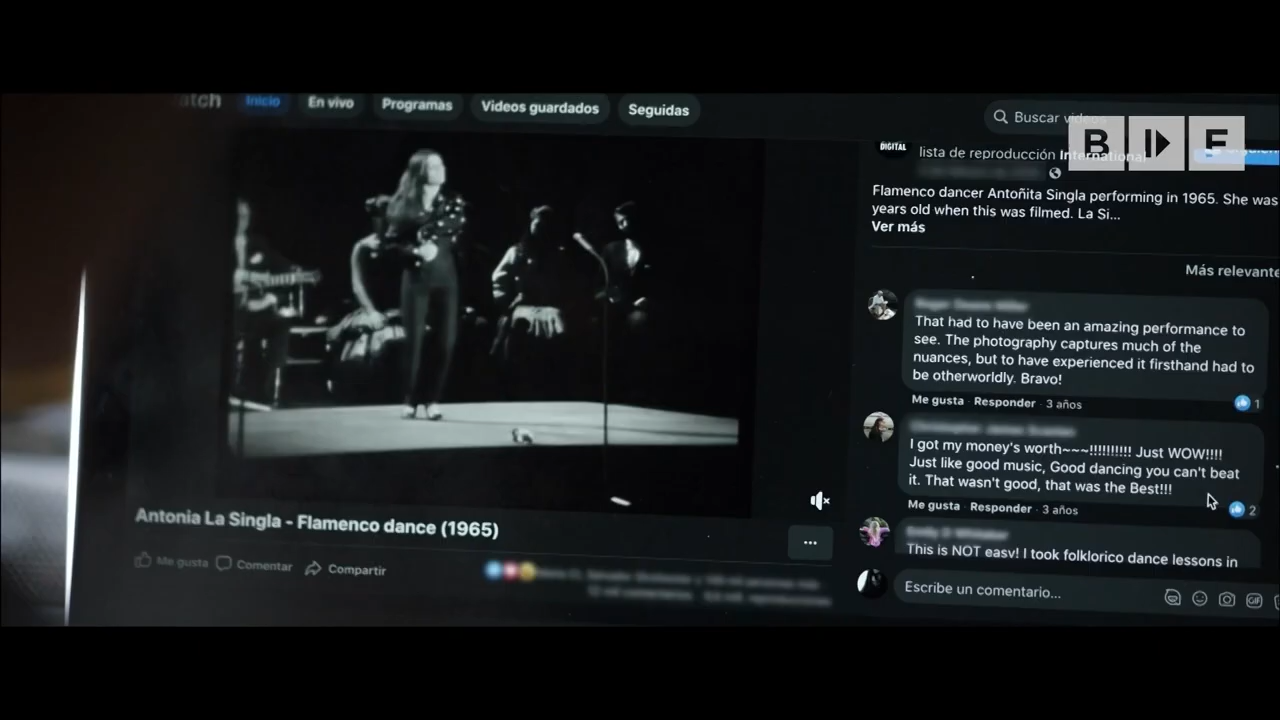 atch Inicio En vivo Programas Videos guardados Seguidas
Buscar videos
B I F
DIGITAL
lista de reproducción International
Flamenco dancer Antoñita Singla performing in 1965. She was
years old when this was filmed. La Si...
Ver más
Más relevante
That had to have been an amazing performance to
see. The photography captures much of the
nuances, but to have experienced it firsthand had to
be otherworldly. Bravo!
Me gusta · Responder · 3 años 1
I got my money's worth~~~!!!!!!!!!! Just WOW!!!!
Just like good music, Good dancing you can't beat
it. That wasn't good, that was the Best!!!
Me gusta · Responder · 3 años 2
This is NOT easy! I took folklorico dance lessons in
Escribe un comentario...
GIF
Antonia La Singla - Flamenco dance (1965)
Me gusta Comentar Compartir